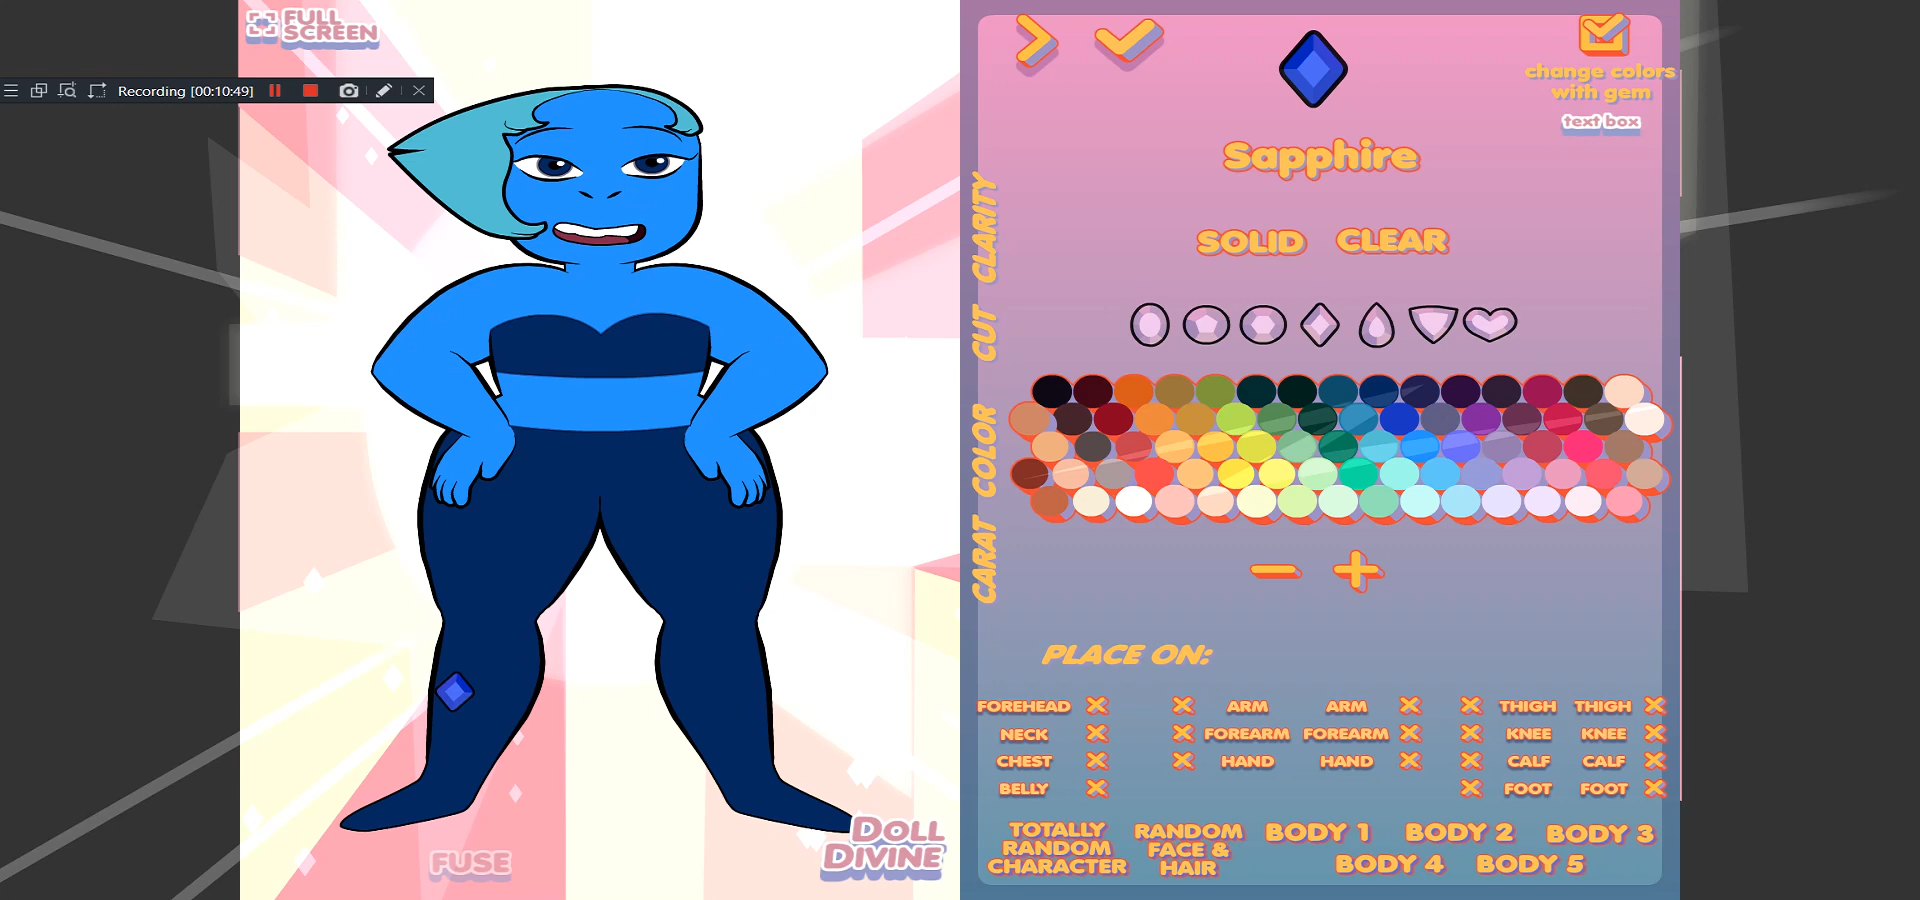 FULL
SCREEN
Recording [00:10:49]
change colors
with gem
text box
Sapphire
SOLID CLEAR
CLARITY
CUT
COLOR
CARAT
PLACE ON:
FOREHEAD ARM ARM THIGH THIGH
NECK FOREARM FOREARM KNEE KNEE
CHEST HAND HAND CALF CALF
BELLY FOOT FOOT
TOTALLY
RANDOM
CHARACTER
RANDOM
FACE &
HAIR
BODY 1 BODY 2 BODY 3
BODY 4 BODY 5
FUSE
DOLL
DIVINE